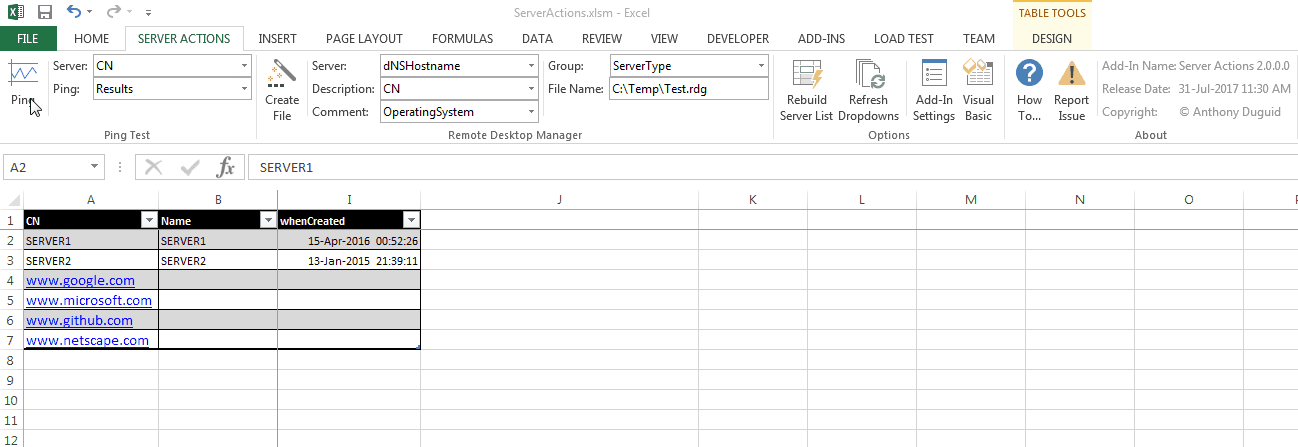 ServerActions.xlsm - Excel
TABLE TOOLS
FILE HOME SERVER ACTIONS INSERT PAGE LAYOUT FORMULAS DATA REVIEW VIEW DEVELOPER ADD-INS LOAD TEST TEAM DESIGN
Ping
Server: CN
Ping: Results
Ping Test
Create File
Server: dNSHostname
Description: CN
Comment: OperatingSystem
Group: ServerType
File Name: C:\Temp\Test.rdg
Remote Desktop Manager
Rebuild Server List
Refresh Dropdowns
Add-In Settings
Visual Basic
Options
How To...
Report Issue
Add-In Name: Server Actions 2.0.0.0
Release Date: 31-Jul-2017 11:30 AM
Copyright: © Anthony Duguid
About
A2 fx SERVER1
A B I J K L M N O
1 CN Name whenCreated
2 SERVER1 SERVER1 15-Apr-2016 00:52:26
3 SERVER2 SERVER2 13-Jan-2015 21:39:11
4 www.google.com
5 www.microsoft.com
6 www.github.com
7 www.netscape.com
8
9
10
11
12